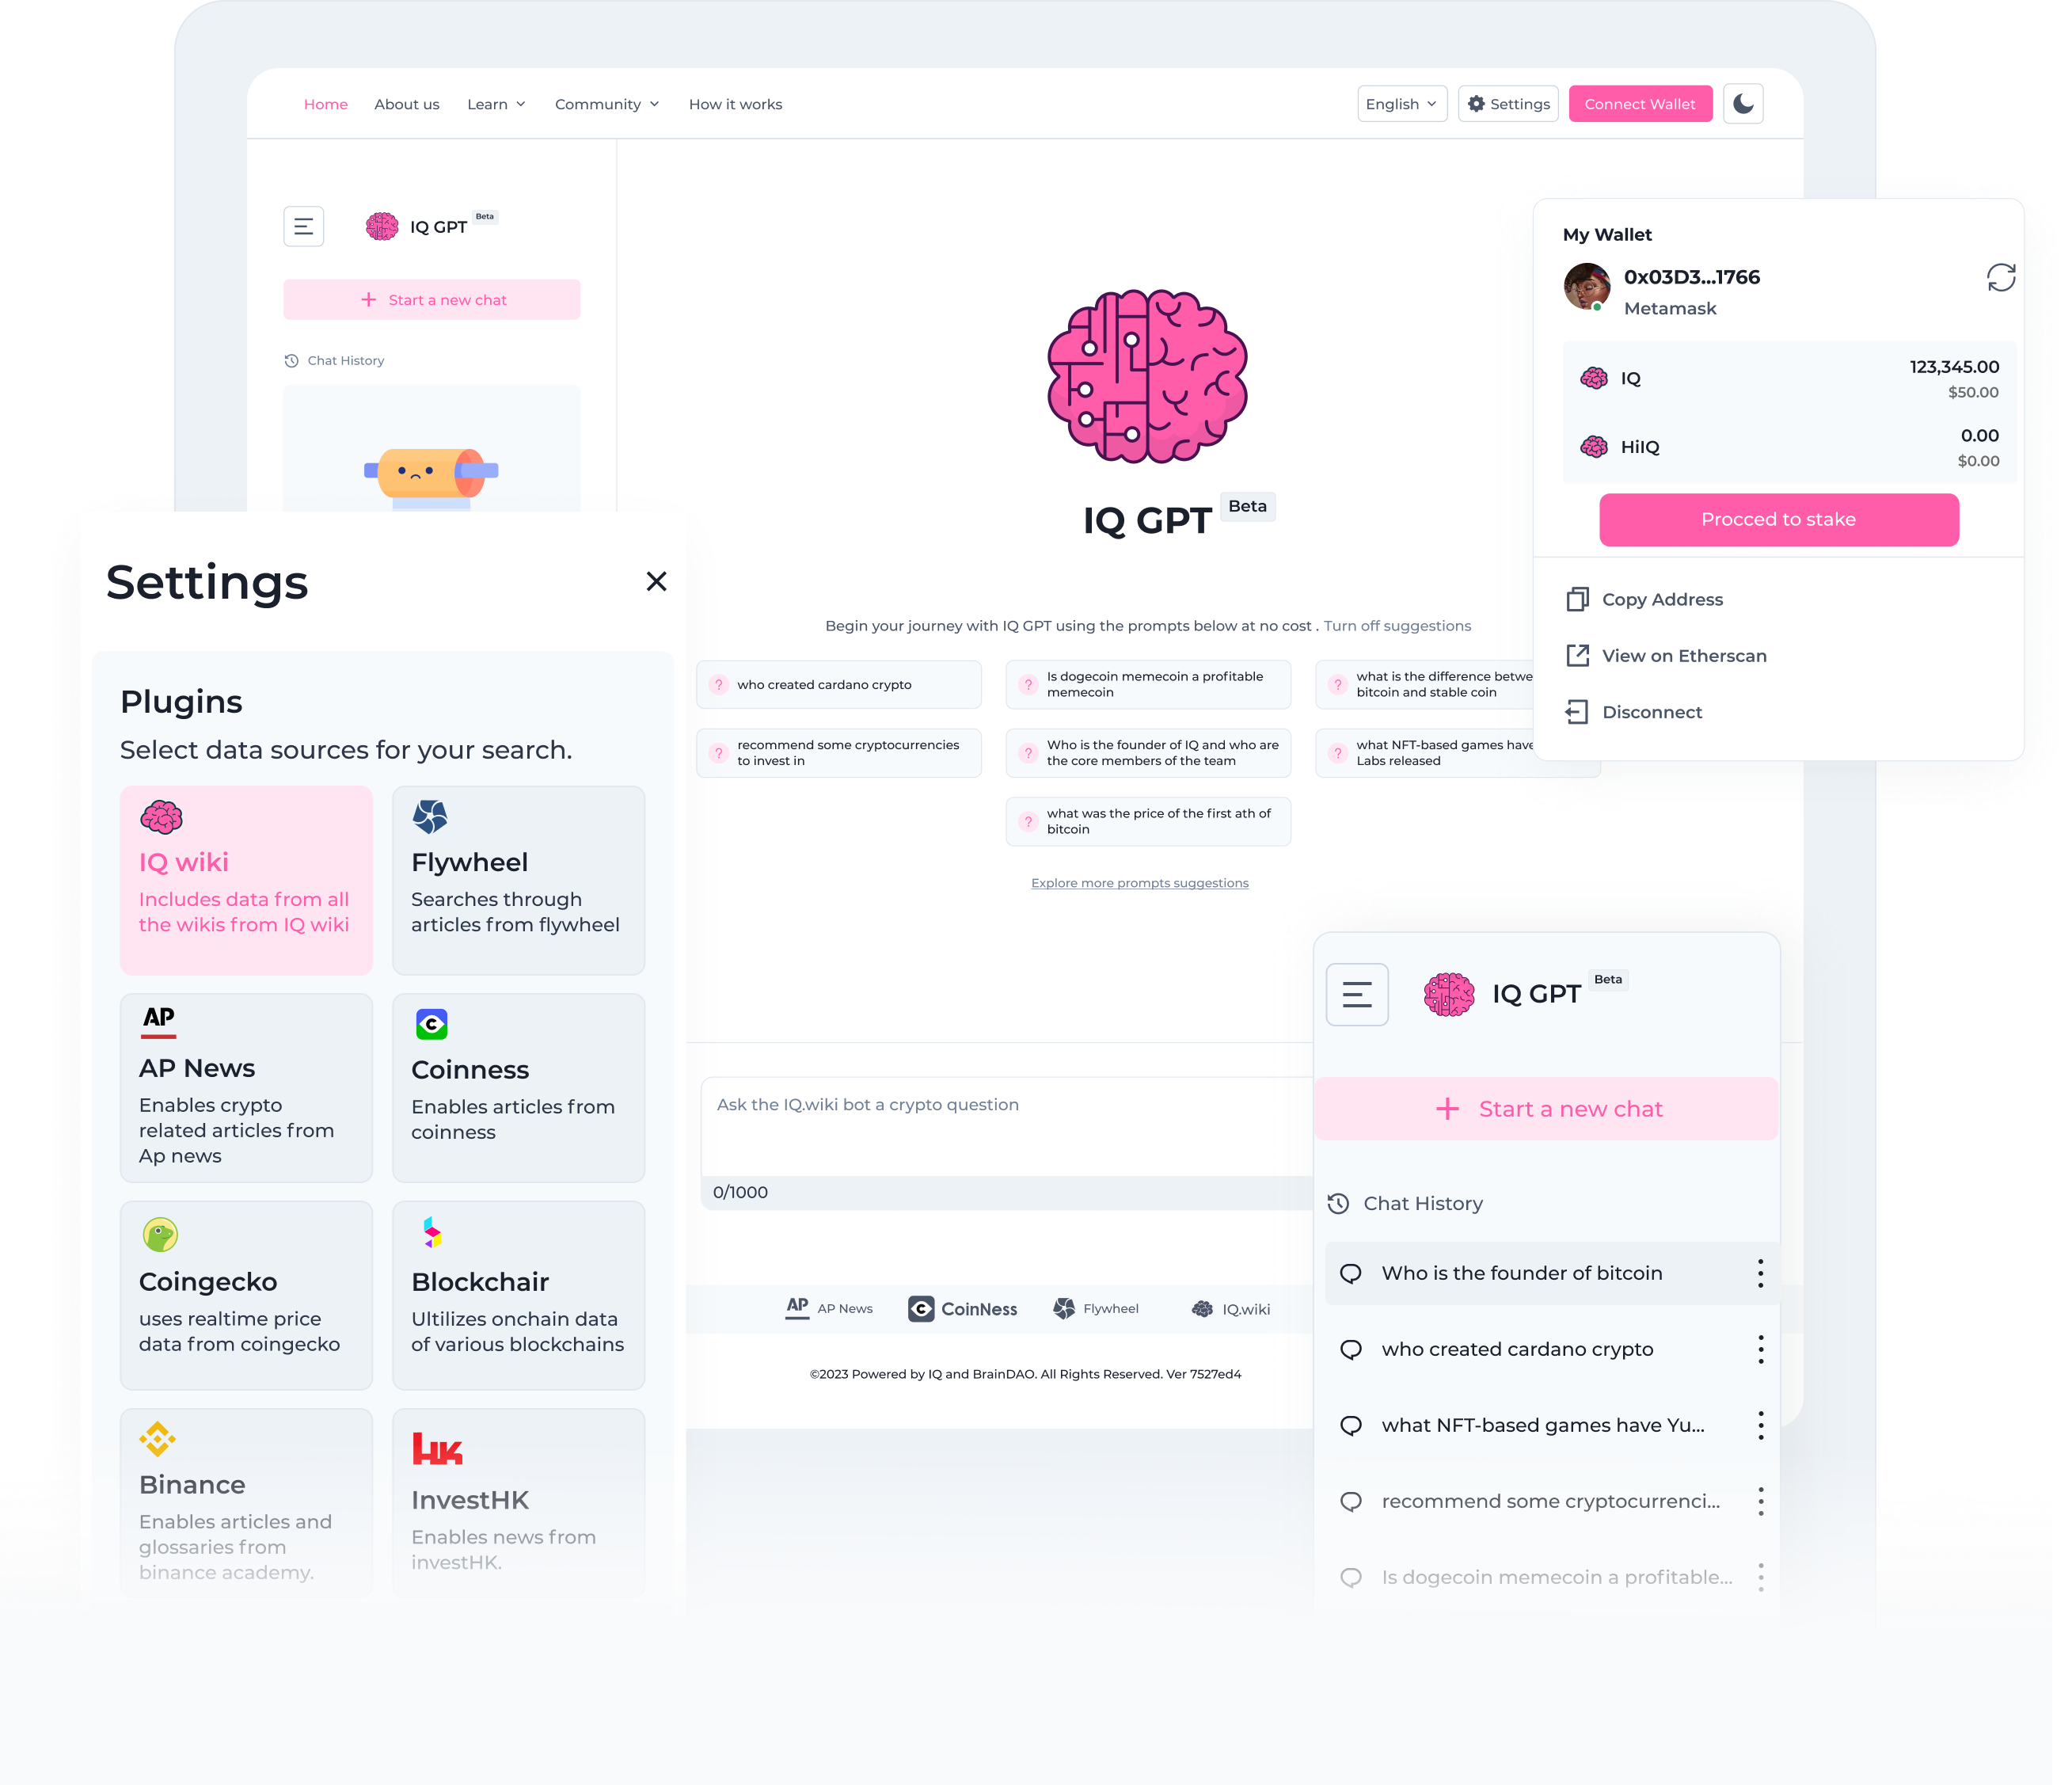 Home
About us
Learn
Community
How it works
English
Settings
Connect Wallet
IQ GPT
Beta
Start a new chat
Chat History
IQ GPT
Beta
Begin your journey with IQ GPT using the prompts below at no cost . Turn off suggestions
? who created cardano crypto
? Is dogecoin memecoin a profitable
memecoin
? what is the difference betwe
bitcoin and stable coin
? recommend some cryptocurrencies
to invest in
? Who is the founder of IQ and who are
the core members of the team
? what NFT-based games have
Labs released
? what was the price of the first ath of
bitcoin
Explore more prompts suggestions
Ask the IQ.wiki bot a crypto question
0/1000
AP
AP News
C
CoinNess
Flywheel
IQ.wiki
©2023 Powered by IQ and BrainDAO. All Rights Reserved. Ver 7527ed4
My Wallet
0x03D3...1766
Metamask
IQ
123,345.00
$50.00
HiIQ
0.00
$0.00
Procced to stake
Copy Address
View on Etherscan
Disconnect
Settings
Plugins
Select data sources for your search.
IQ wiki
Includes data from all
the wikis from IQ wiki
Flywheel
Searches through
articles from flywheel
AP
AP News
Enables crypto
related articles from
Ap news
C
Coinness
Enables articles from
coinness
Coingecko
uses realtime price
data from coingecko
Blockchair
Ultilizes onchain data
of various blockchains
Binance
Enables articles and
glossaries from
binance academy.
HK
InvestHK
Enables news from
investHK.
IQ GPT
Beta
Start a new chat
Chat History
Who is the founder of bitcoin
who created cardano crypto
what NFT-based games have Yu...
recommend some cryptocurrenci...
Is dogecoin memecoin a profitable...